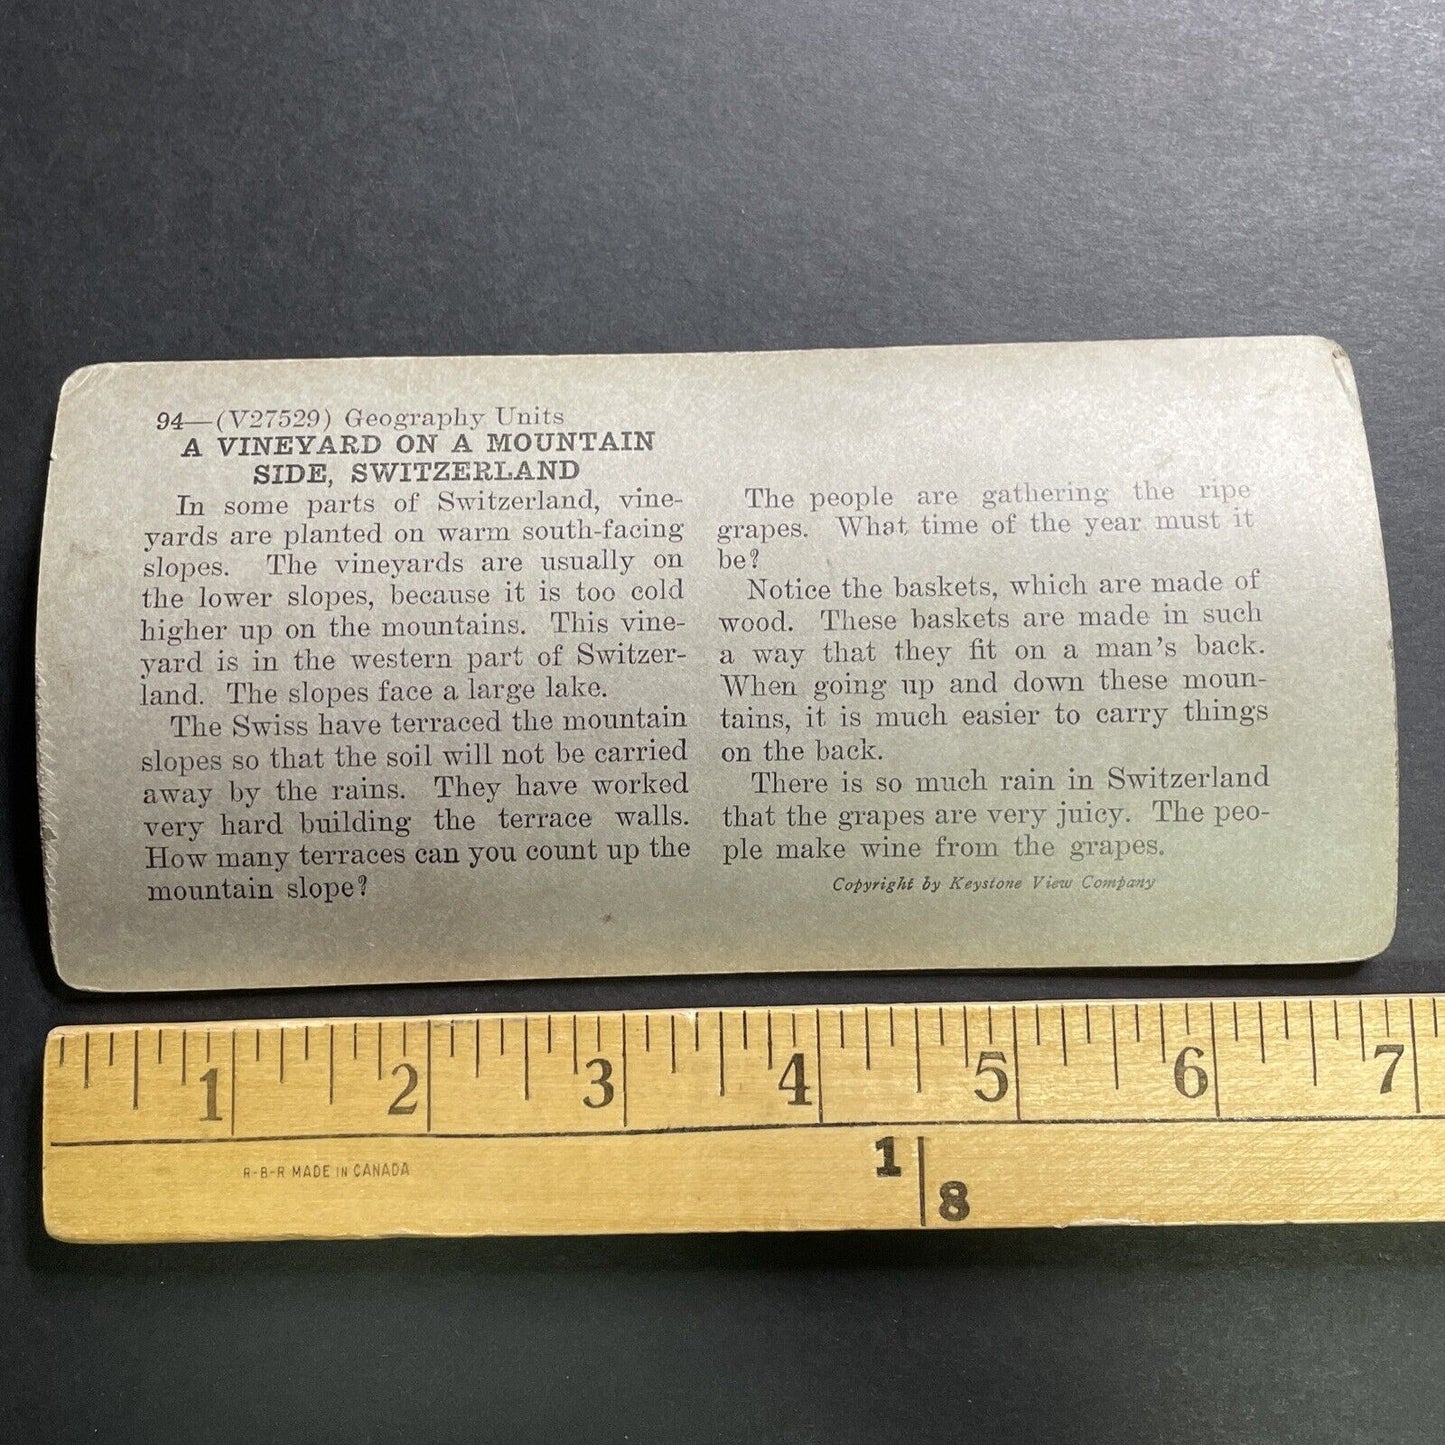 94—(V27529) Geography Units
A VINEYARD ON A MOUNTAIN
SIDE, SWITZERLAND
In some parts of Switzerland, vine-
yards are planted on warm south-facing
slopes. The vineyards are usually on
the lower slopes, because it is too cold
higher up on the mountains. This vine-
yard is in the western part of Switzer-
land. The slopes face a large lake.
The Swiss have terraced the mountain
slopes so that the soil will not be carried
away by the rains. They have worked
very hard building the terrace walls.
How many terraces can you count up the
mountain slope?
The people are gathering the ripe
grapes. What time of the year must it
be?
Notice the baskets, which are made of
wood. These baskets are made in such
a way that they fit on a man's back.
When going up and down these moun-
tains, it is much easier to carry things
on the back.
There is so much rain in Switzerland
that the grapes are very juicy. The peo-
ple make wine from the grapes.
Copyright by Keystone View Company
1 2 3 4 5 6 7
R-B-R MADE IN CANADA
1
8